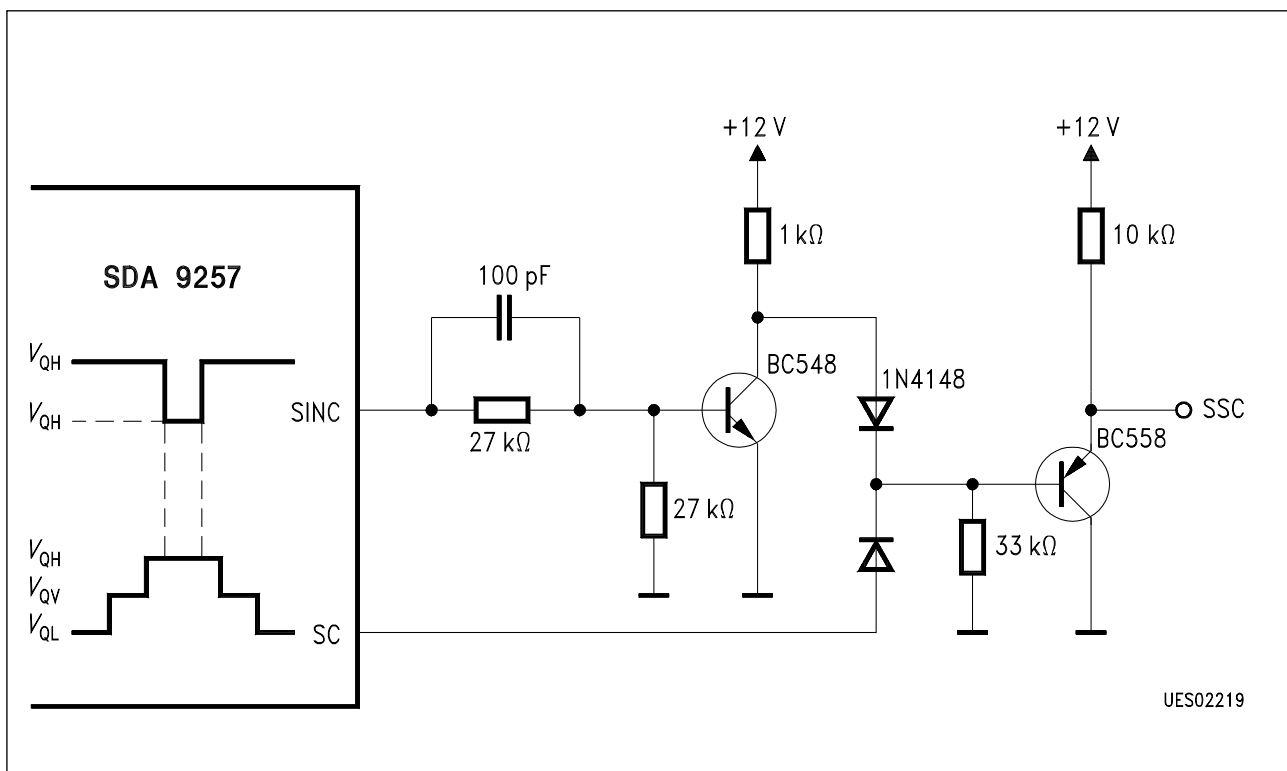 +12 V
+12 V
1 kΩ
10 kΩ
SDA 9257
100 pF
V_QH
BC548
1N4148
V_QH
SINC
SSC
27 kΩ
BC558
27 kΩ
33 kΩ
V_QH
V_QV
V_QL
SC
UES02219